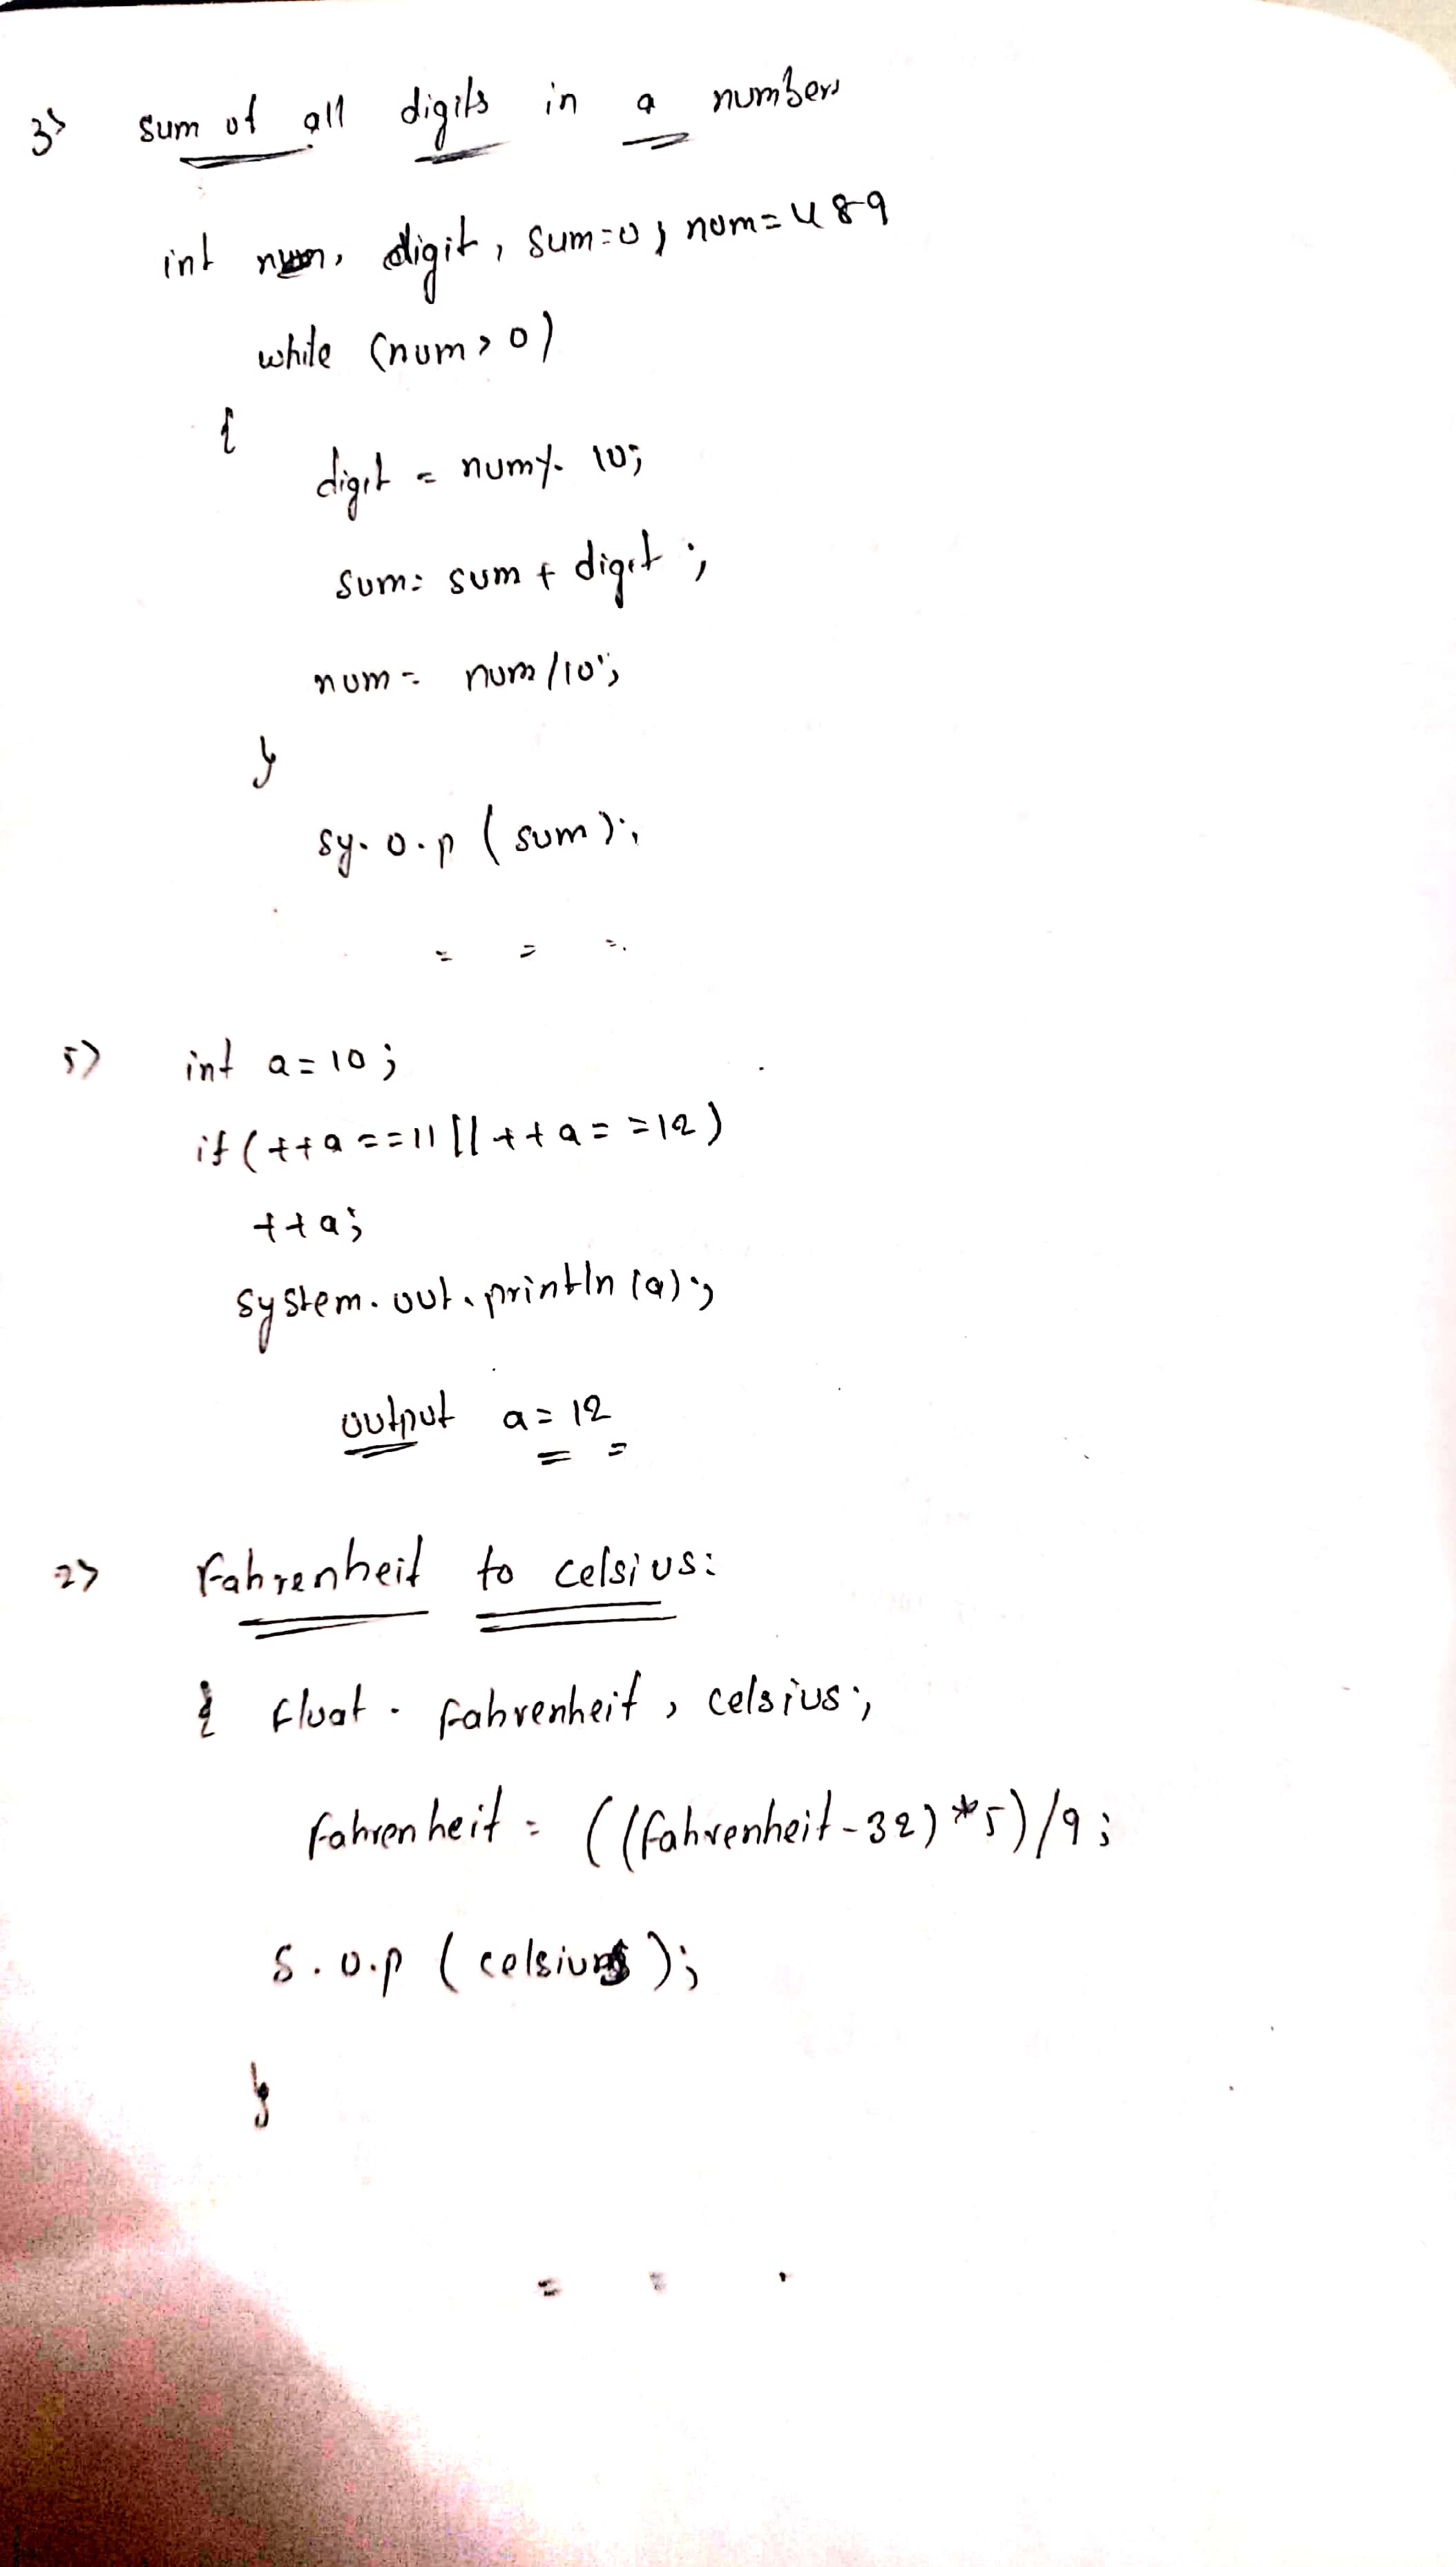 3> sum of all digits in a numbers
int num, digit, sum=0; num=489
while (num>0)
{
digit = num% 10;
sum= sum + digit ;
num= num/10;
}
sy.o.p (sum);
5> int a=10;
if(++a==11||++a==12)
++a;
system.out.println(a);
output a=12
2> Fahrenheit to celsius:
{ float . fahrenheit, celsius;
fahrenheit = ((fahrenheit-32)*5)/9;
S.o.p (celsius);
}